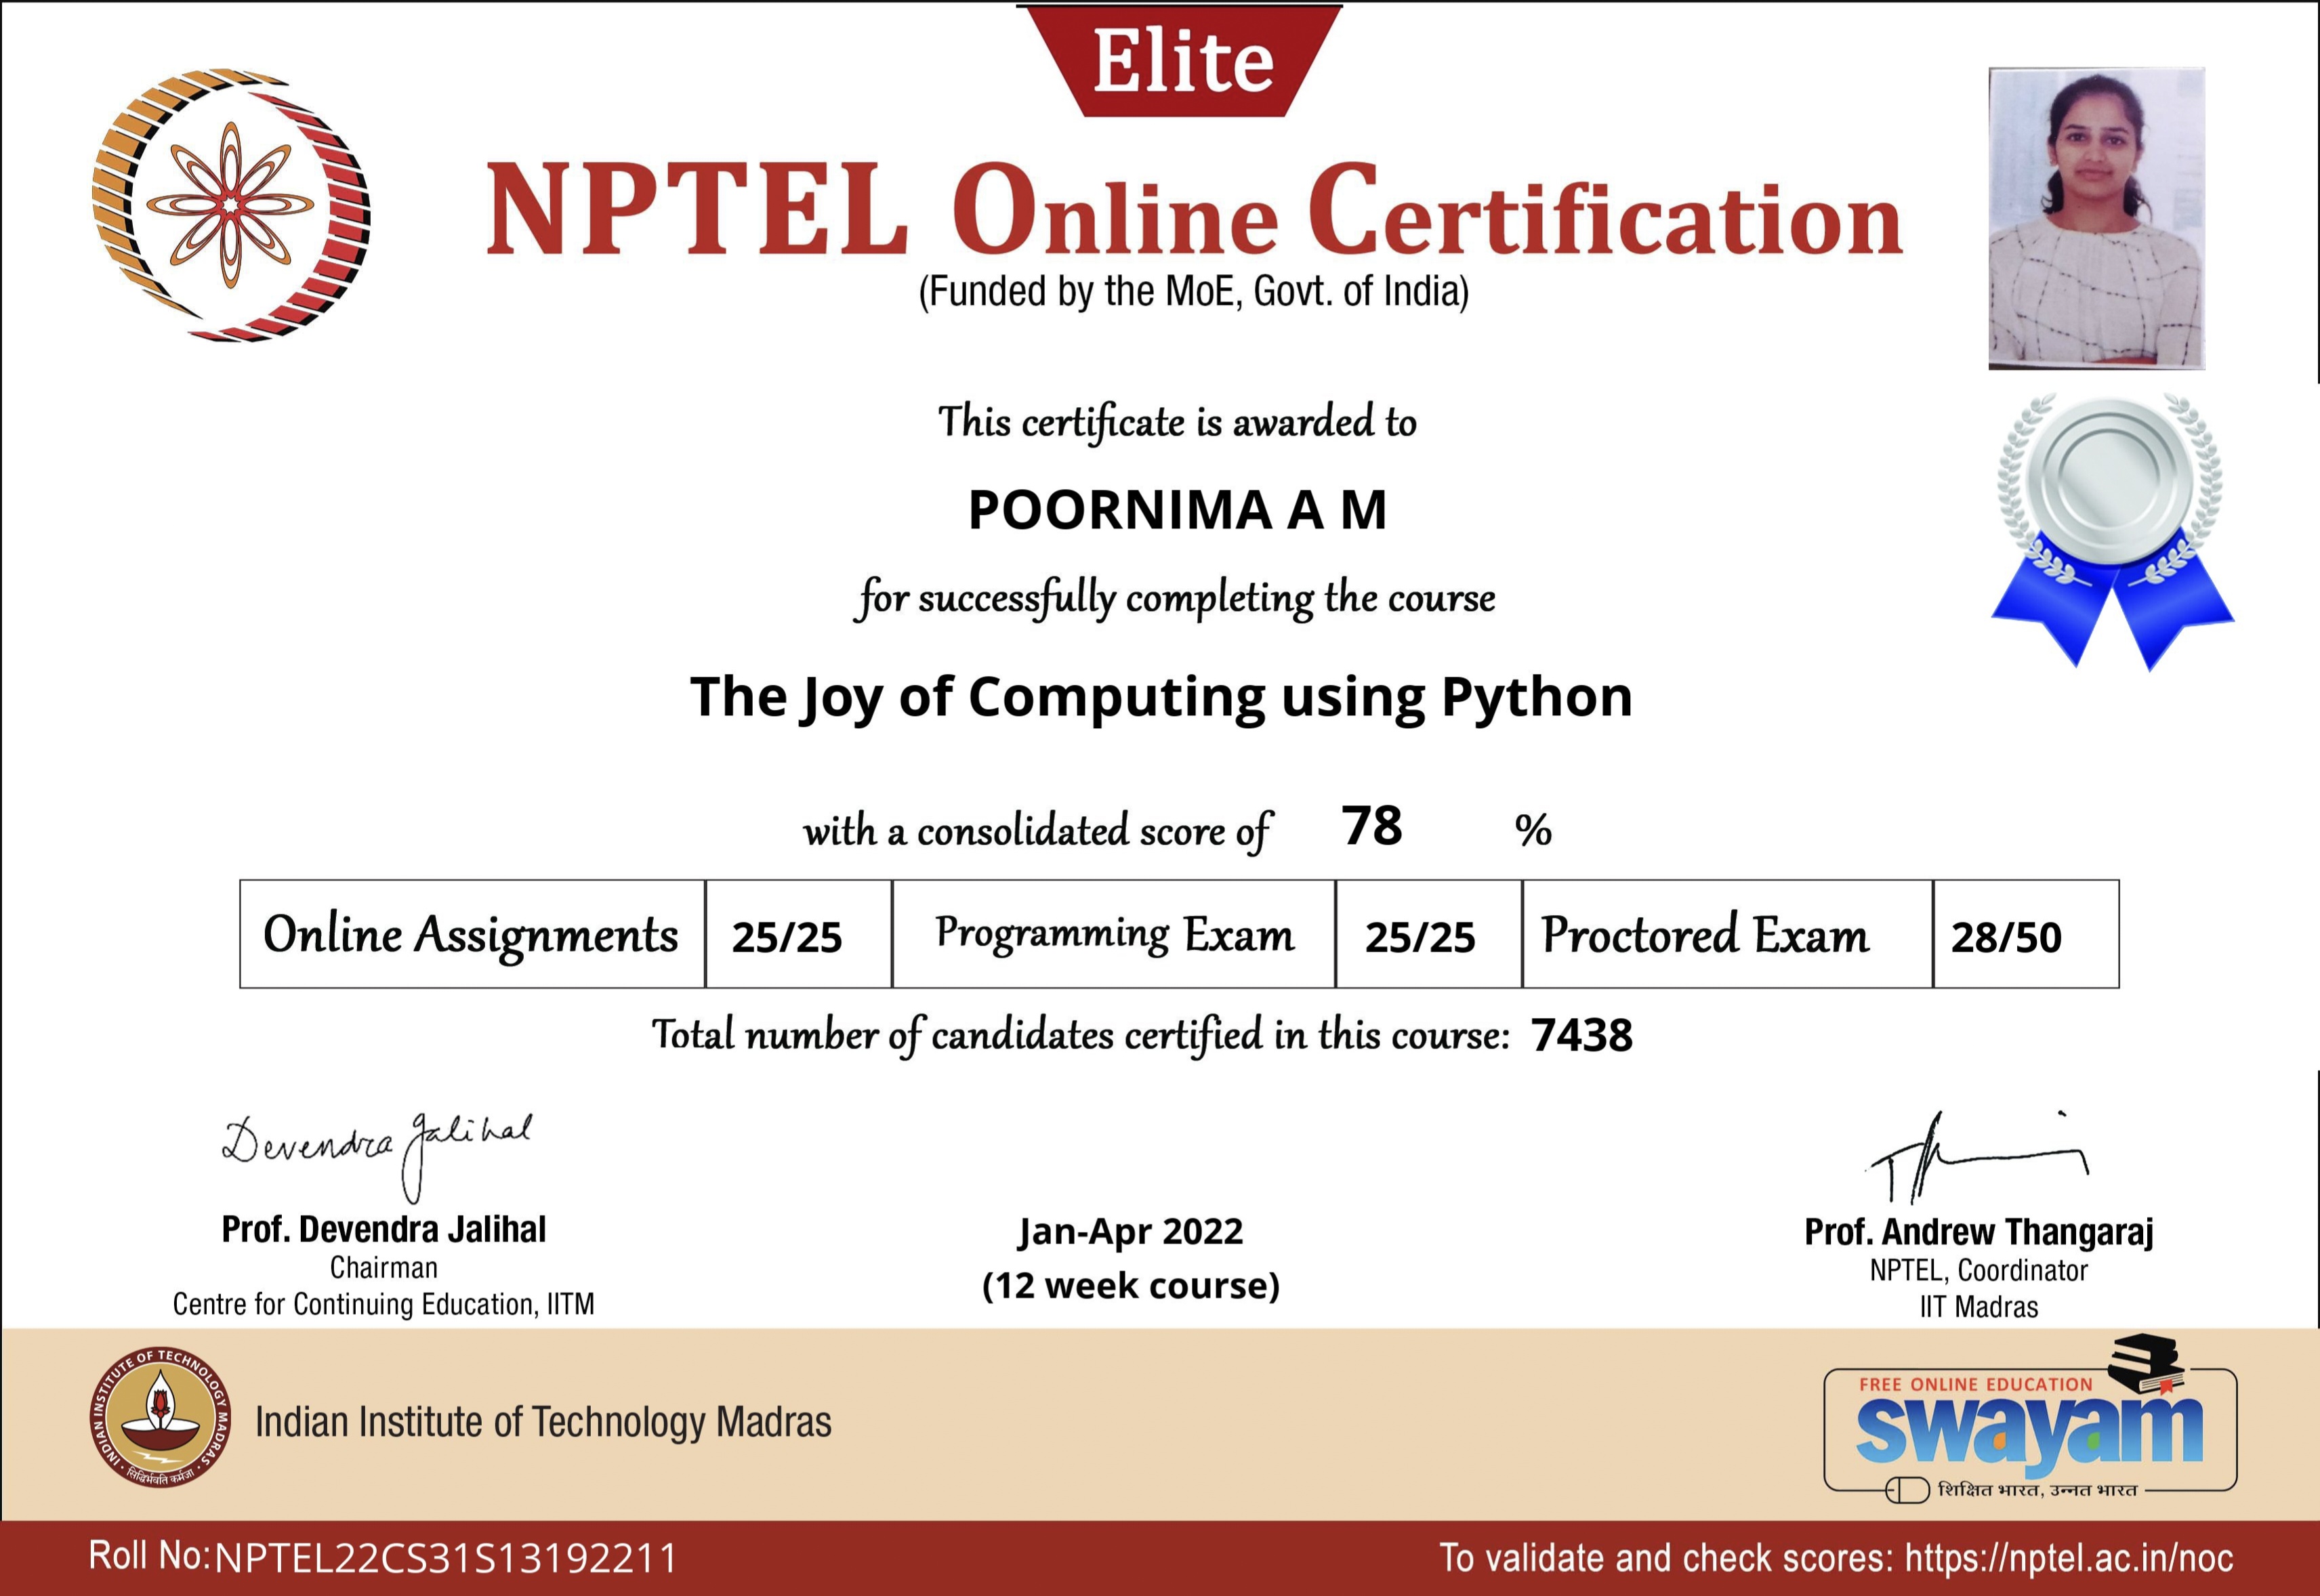 Elite
NPTEL Online Certification
(Funded by the MoE, Govt. of India)
This certificate is awarded to
POORNIMA A M
for successfully completing the course
The Joy of Computing using Python
with a consolidated score of 78 %
Online Assignments 25/25 Programming Exam 25/25 Proctored Exam 28/50
Total number of candidates certified in this course: 7438
Devendra Jalihal
Prof. Devendra Jalihal
Chairman
Centre for Continuing Education, IITM
Jan-Apr 2022
(12 week course)
Prof. Andrew Thangaraj
NPTEL, Coordinator
IIT Madras
INDIAN INSTITUTE OF TECHNOLOGY MADRAS
सिद्धिर्भवति कर्मजा
Indian Institute of Technology Madras
FREE ONLINE EDUCATION
swayam
शिक्षित भारत, उन्नत भारत
Roll No: NPTEL22CS31S13192211
To validate and check scores: https://nptel.ac.in/noc